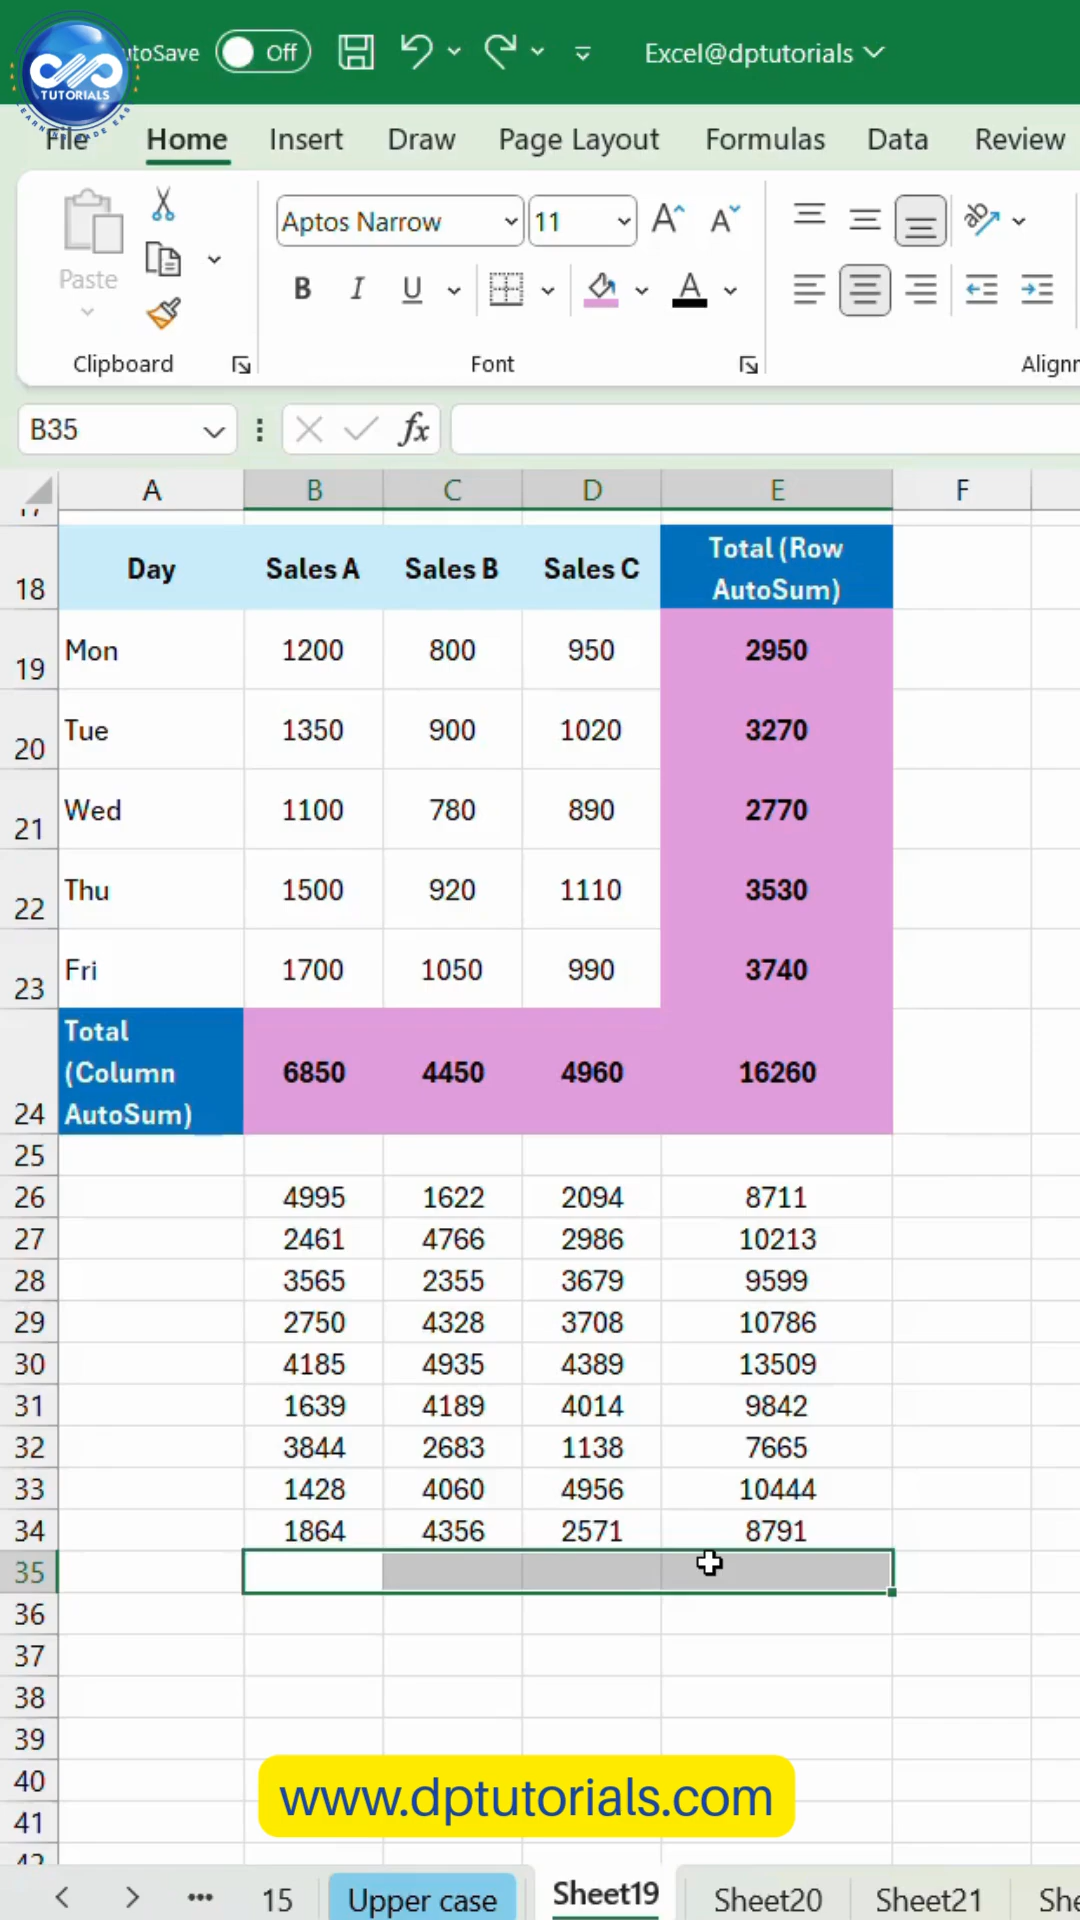 utoSave Off Excel@dptutorials
TUTORIALS
File Home Insert Draw Page Layout Formulas Data Review
Paste Aptos Narrow 11
B I U A
Clipboard Font Alignr
B35 fx
A B C D E F
17
18 Day Sales A Sales B Sales C Total (Row AutoSum)
19 Mon 1200 800 950 2950
20 Tue 1350 900 1020 3270
21 Wed 1100 780 890 2770
22 Thu 1500 920 1110 3530
23 Fri 1700 1050 990 3740
24 Total (Column AutoSum) 6850 4450 4960 16260
25
26 4995 1622 2094 8711
27 2461 4766 2986 10213
28 3565 2355 3679 9599
29 2750 4328 3708 10786
30 4185 4935 4389 13509
31 1639 4189 4014 9842
32 3844 2683 1138 7665
33 1428 4060 4956 10444
34 1864 4356 2571 8791
35
36
37
38
39
40
www.dptutorials.com
41
42
15 Upper case Sheet19 Sheet20 Sheet21 She